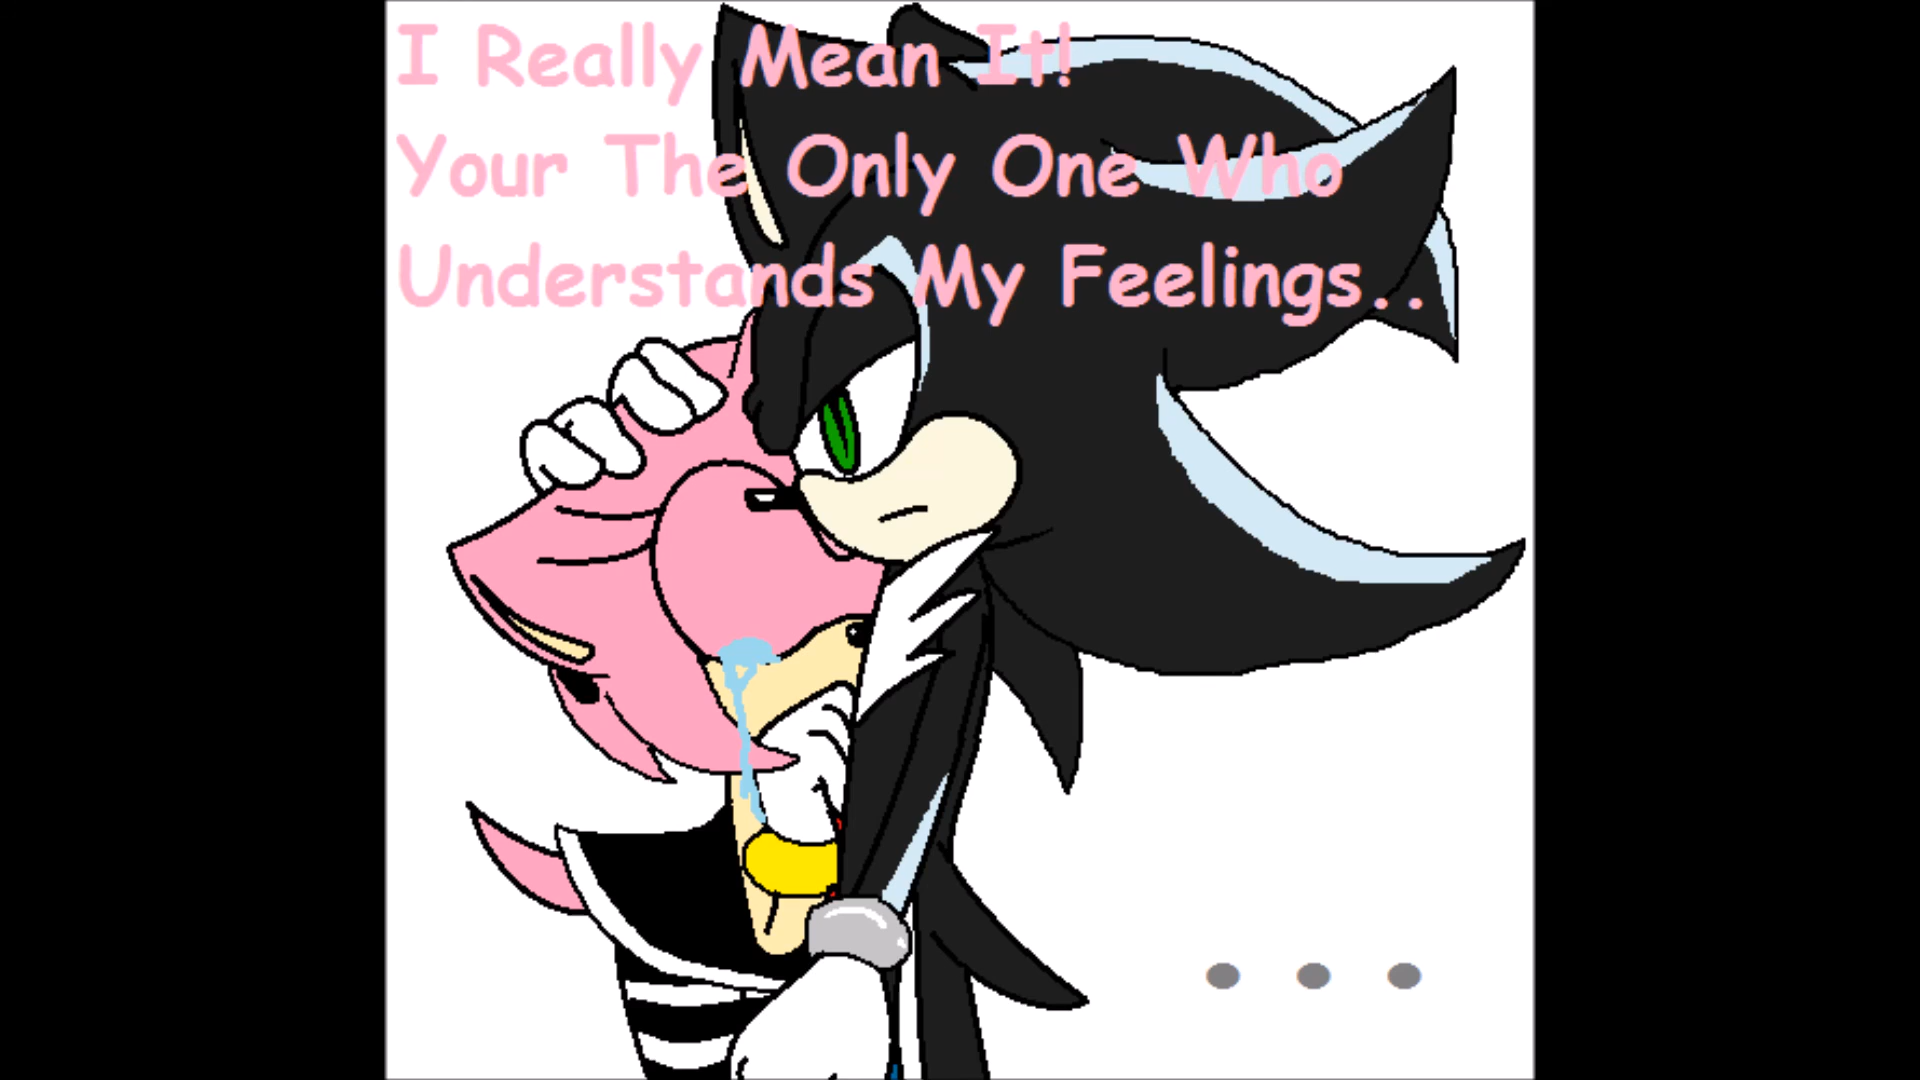 I Really Mean It!
Your The Only One Who
Understands My Feelings..
...